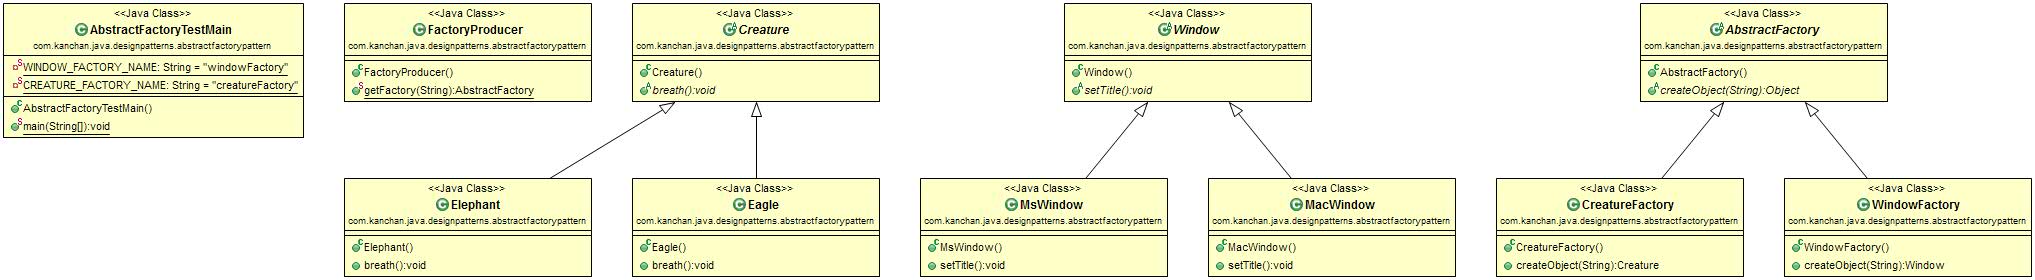 <<Java Class>>
AbstractFactoryTestMain
com.kanchan.java.designpatterns.abstractfactorypattern
WINDOW_FACTORY_NAME: String = "windowFactory"
CREATURE_FACTORY_NAME: String = "creatureFactory"
AbstractFactoryTestMain()
main(String[]):void
<<Java Class>>
FactoryProducer
com.kanchan.java.designpatterns.abstractfactorypattern
FactoryProducer()
getFactory(String):AbstractFactory
<<Java Class>>
Creature
com.kanchan.java.designpatterns.abstractfactorypattern
Creature()
breath():void
<<Java Class>>
Window
com.kanchan.java.designpatterns.abstractfactorypattern
Window()
setTitle():void
<<Java Class>>
AbstractFactory
com.kanchan.java.designpatterns.abstractfactorypattern
AbstractFactory()
createObject(String):Object
<<Java Class>>
Elephant
com.kanchan.java.designpatterns.abstractfactorypattern
Elephant()
breath():void
<<Java Class>>
Eagle
com.kanchan.java.designpatterns.abstractfactorypattern
Eagle()
breath():void
<<Java Class>>
MsWindow
com.kanchan.java.designpatterns.abstractfactorypattern
MsWindow()
setTitle():void
<<Java Class>>
MacWindow
com.kanchan.java.designpatterns.abstractfactorypattern
MacWindow()
setTitle():void
<<Java Class>>
CreatureFactory
com.kanchan.java.designpatterns.abstractfactorypattern
CreatureFactory()
createObject(String):Creature
<<Java Class>>
WindowFactory
com.kanchan.java.designpatterns.abstractfactorypattern
WindowFactory()
createObject(String):Window